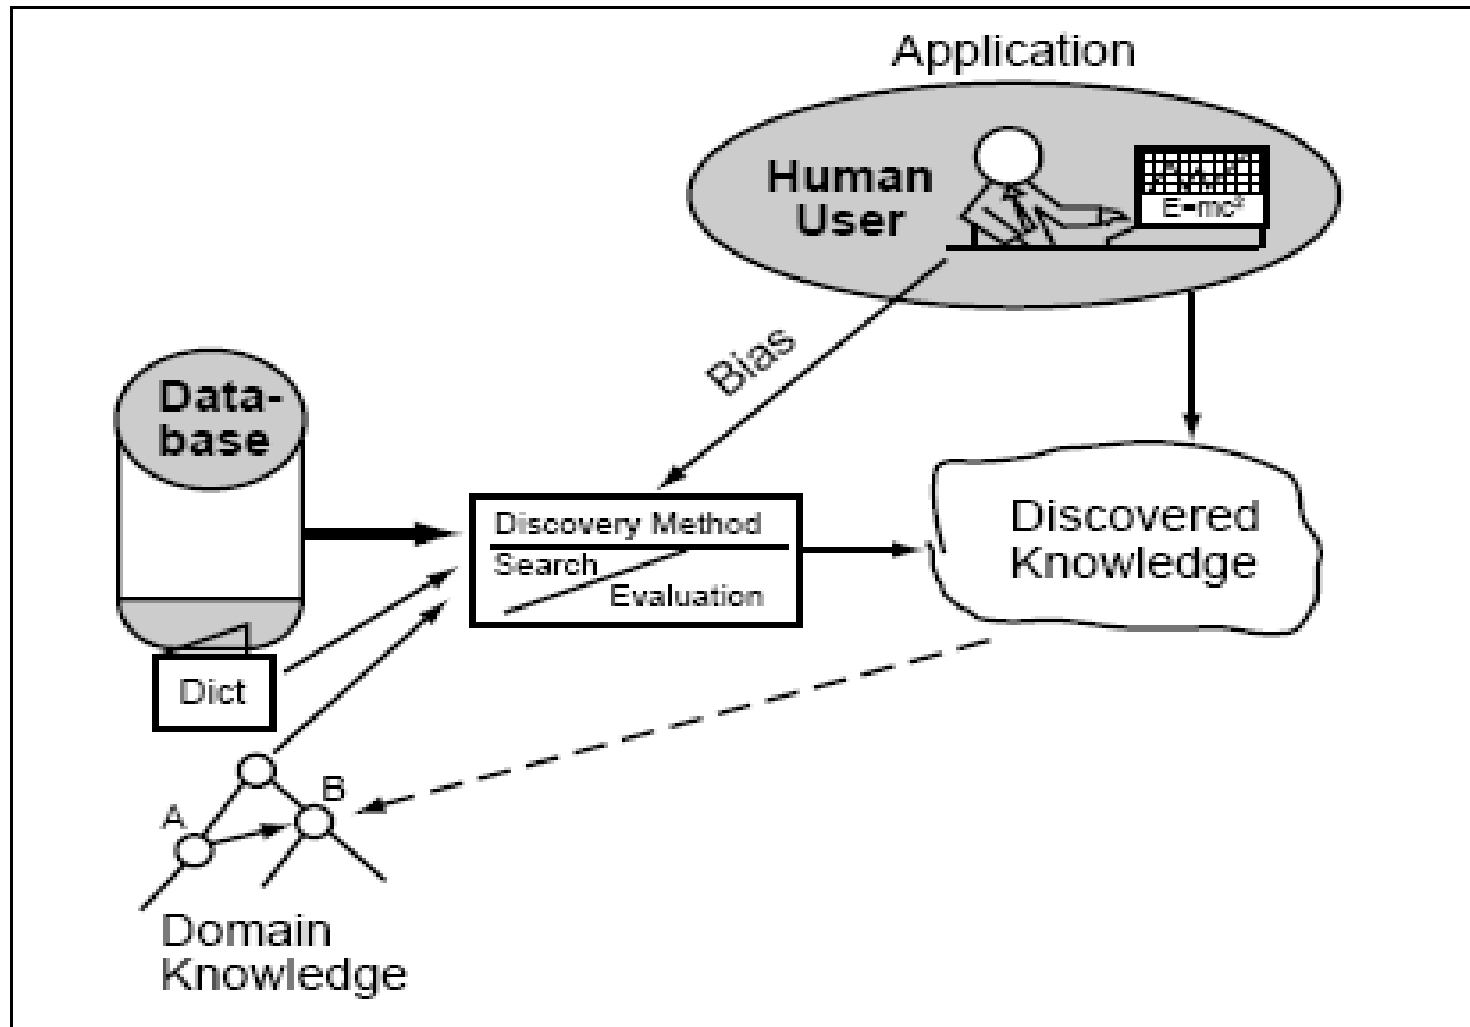 Application
Human
User
E=mc²
Bias
Data-
base
Discovery Method
Search
Evaluation
Discovered
Knowledge
Dict
A
B
Domain
Knowledge